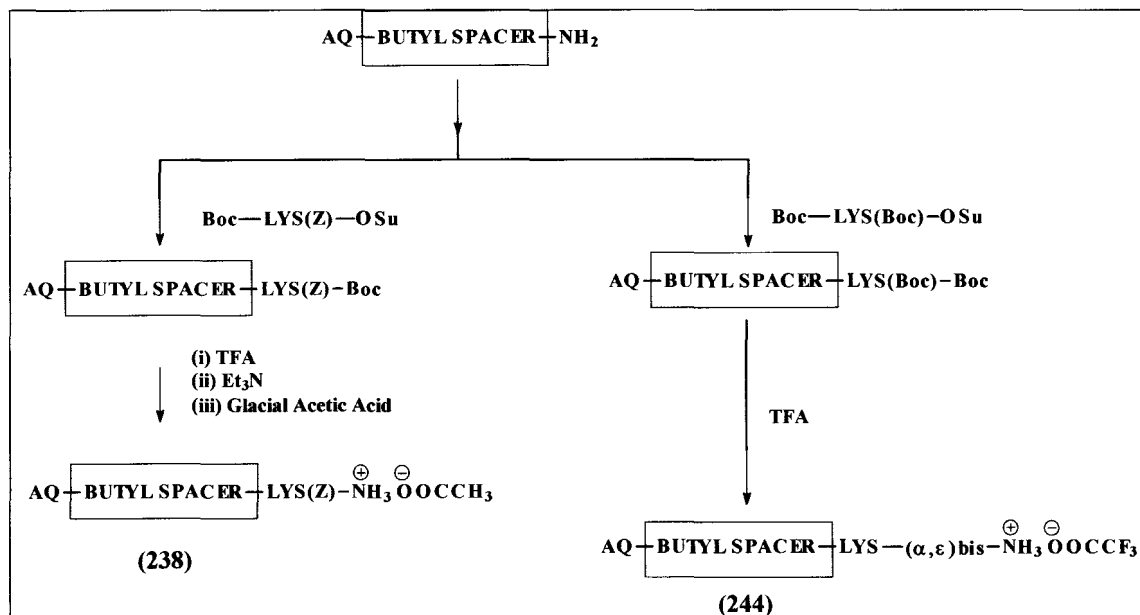 AQ—BUTYL SPACER—NH₂
Boc—LYS(Z)—OSu
Boc—LYS(Boc)—OSu
AQ—BUTYL SPACER—LYS(Z)—Boc
AQ—BUTYL SPACER—LYS(Boc)—Boc
(i) TFA
(ii) Et₃N
(iii) Glacial Acetic Acid
TFA
AQ—BUTYL SPACER—LYS(Z)—N⊕H₃ ⊖OOCCH₃
AQ—BUTYL SPACER—LYS—(α,ε)bis—N⊕H₃ ⊖OOCCF₃
(238)
(244)